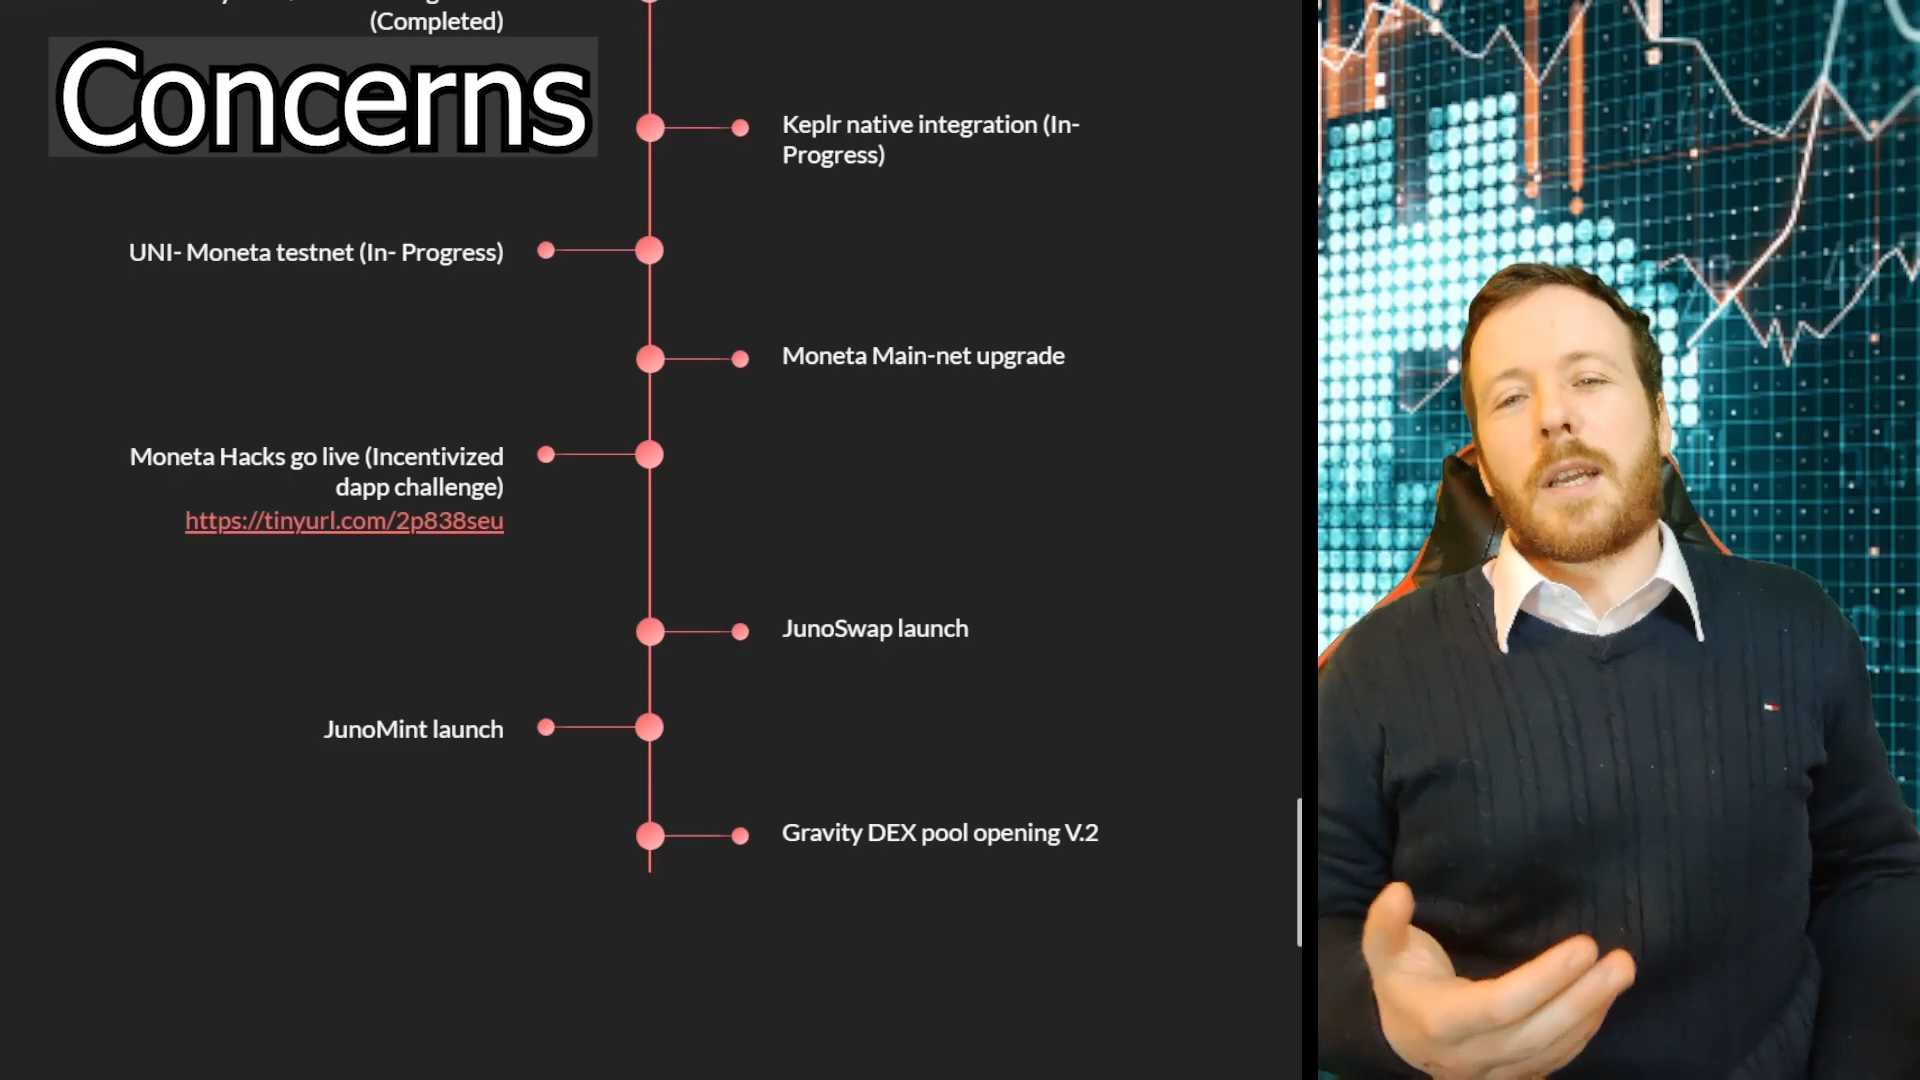 (Completed)
Concerns
Keplr native integration (In-
Progress)
UNI- Moneta testnet (In- Progress)
Moneta Main-net upgrade
Moneta Hacks go live (Incentivized
dapp challenge)
https://tinyurl.com/2p838seu
JunoSwap launch
JunoMint launch
Gravity DEX pool opening V.2